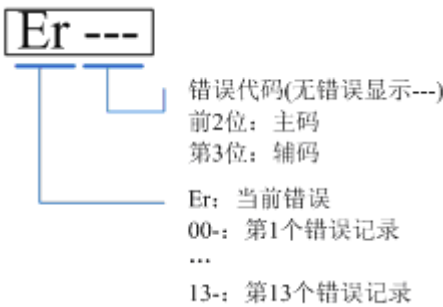 Er ---
错误代码(无错误显示---)
前2位：主码
第3位：辅码
Er：当前错误
00-：第1个错误记录
...
13-：第13个错误记录